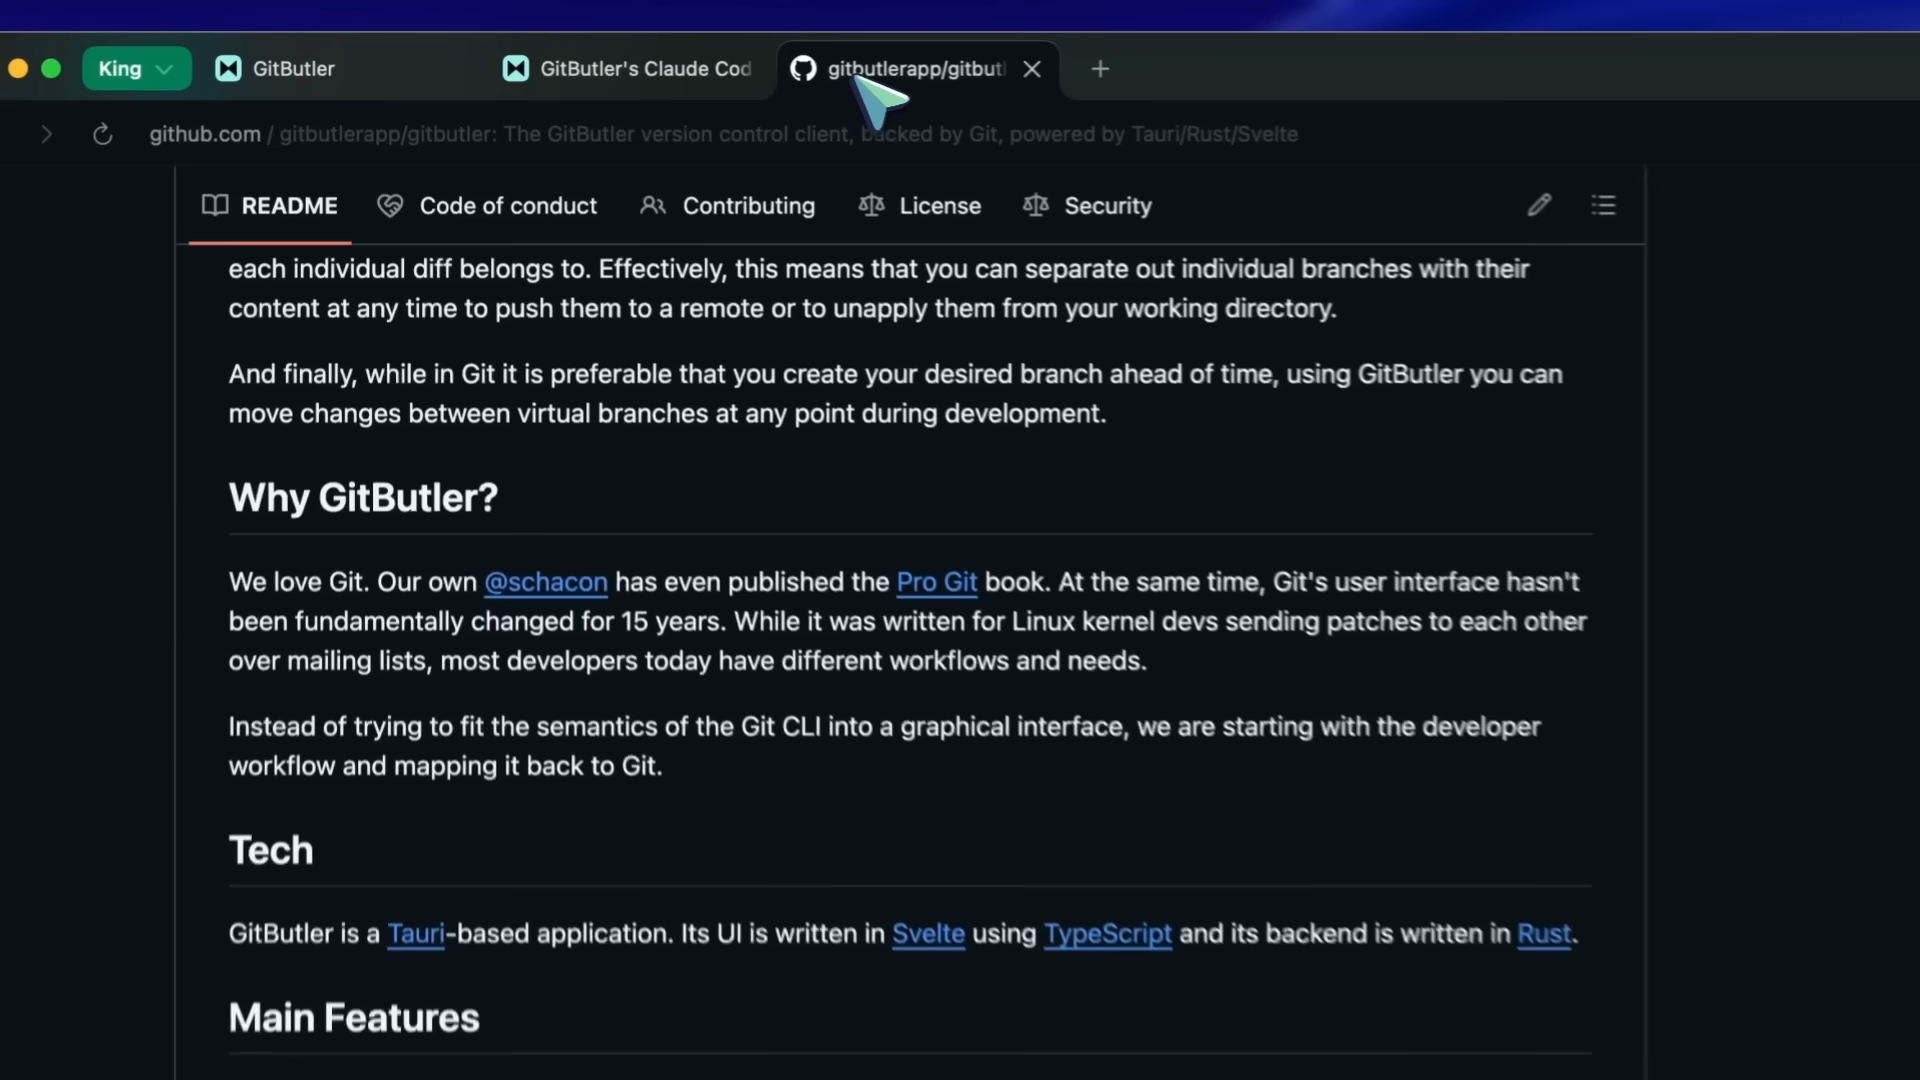 King
GitButler
GitButler's Claude Cod
gitbutlerapp/gitbutl
github.com / gitbutlerapp/gitbutler: The GitButler version control client, backed by Git, powered by Tauri/Rust/Svelte
README
Code of conduct
Contributing
License
Security
each individual diff belongs to. Effectively, this means that you can separate out individual branches with their
content at any time to push them to a remote or to unapply them from your working directory.
And finally, while in Git it is preferable that you create your desired branch ahead of time, using GitButler you can
move changes between virtual branches at any point during development.
Why GitButler?
We love Git. Our own @schacon has even published the Pro Git book. At the same time, Git's user interface hasn't
been fundamentally changed for 15 years. While it was written for Linux kernel devs sending patches to each other
over mailing lists, most developers today have different workflows and needs.
Instead of trying to fit the semantics of the Git CLI into a graphical interface, we are starting with the developer
workflow and mapping it back to Git.
Tech
GitButler is a Tauri-based application. Its UI is written in Svelte using TypeScript and its backend is written in Rust.
Main Features